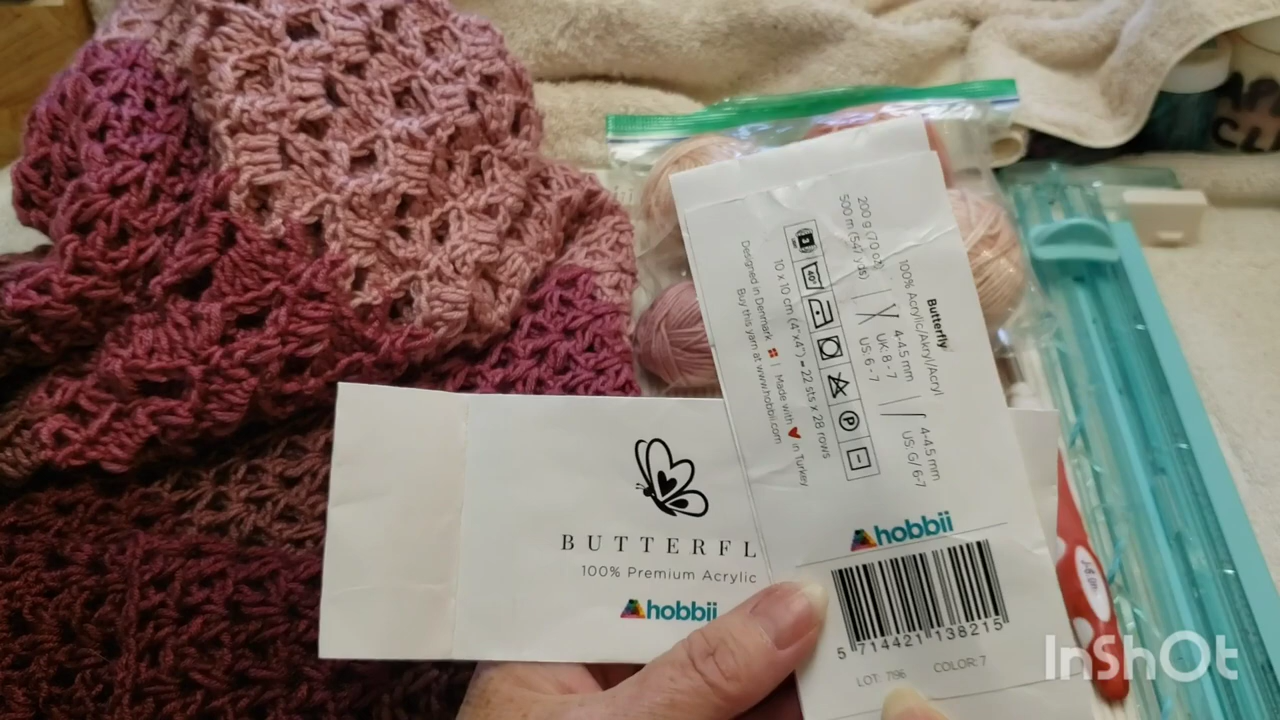 Butterfly
100% Acrylic/Akryl/Acryl
4-4.5 mm
UK: 8 - 7
US: 6 - 7
4-4.5 mm
US: G/ 6-7
200 g (7.0 oz)
500 m (547 yds)
3
40°
P
10 x 10 cm (4"x4") = 22 sts x 28 rows
Designed in Denmark | Made with ♥ in Turkey
Buy this yarn at www.hobbii.com
hobbii
5 714421 138215
LOT: 7196 COLOR: 7
BUTTERFL
100% Premium Acrylic
hobbii
InShOt